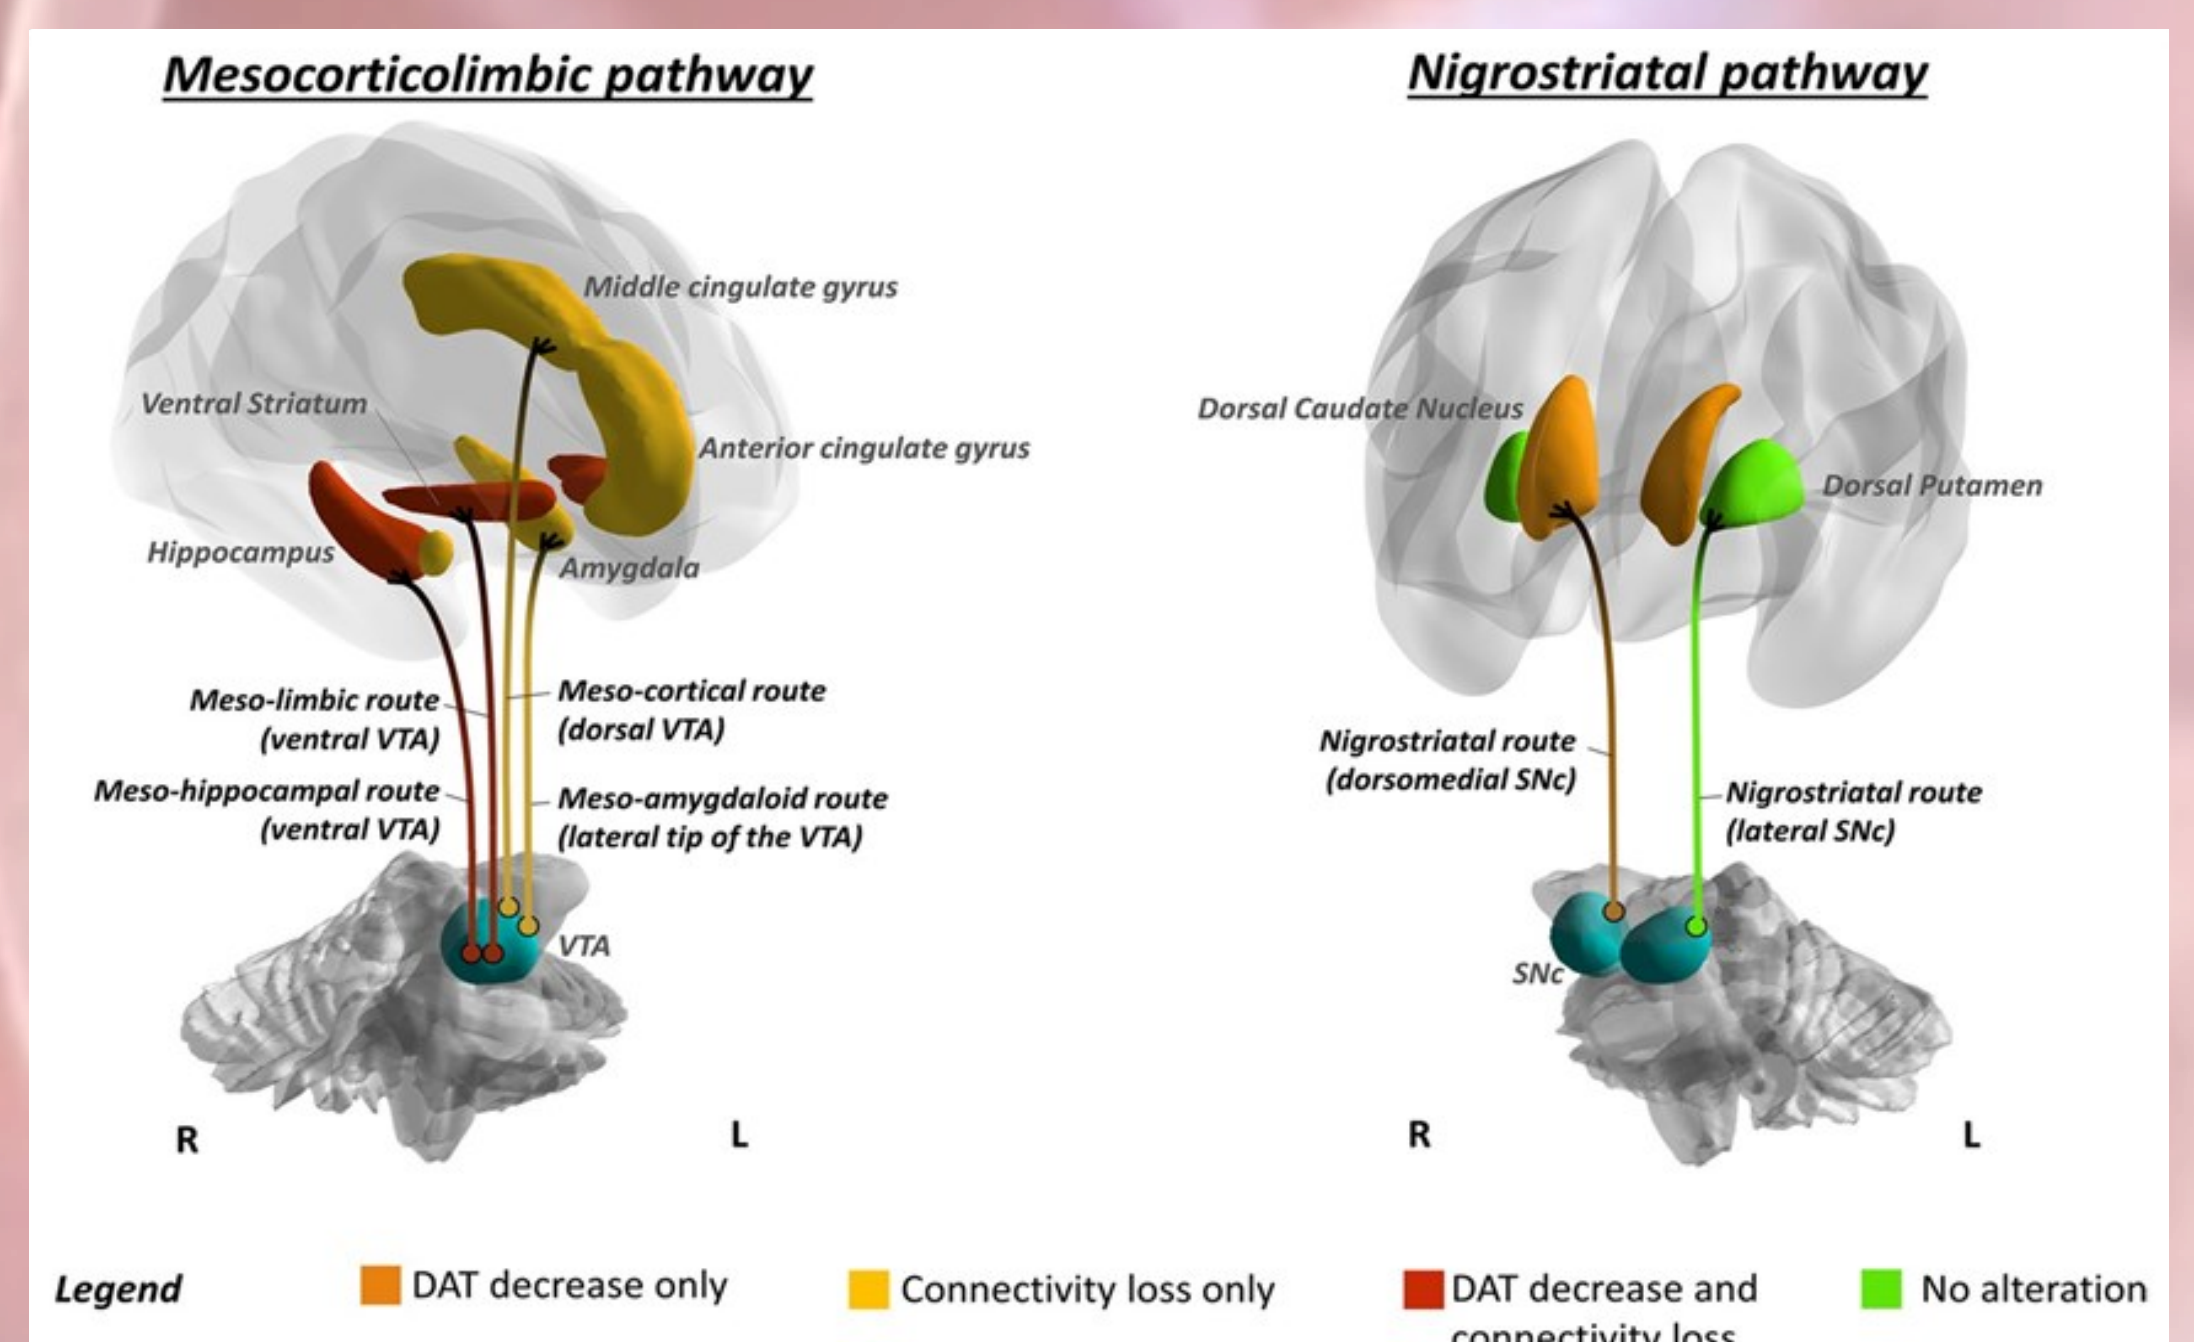 Mesocorticolimbic pathway
Middle cingulate gyrus
Ventral Striatum
Anterior cingulate gyrus
Hippocampus
Amygdala
Meso-limbic route
(ventral VTA)
Meso-cortical route
(dorsal VTA)
Meso-hippocampal route
(ventral VTA)
Meso-amygdaloid route
(lateral tip of the VTA)
VTA
R
L
Nigrostriatal pathway
Dorsal Caudate Nucleus
Dorsal Putamen
Nigrostriatal route
(dorsomedial SNc)
Nigrostriatal route
(lateral SNc)
SNc
R
L
Legend
DAT decrease only
Connectivity loss only
DAT decrease and
connectivity loss
No alteration